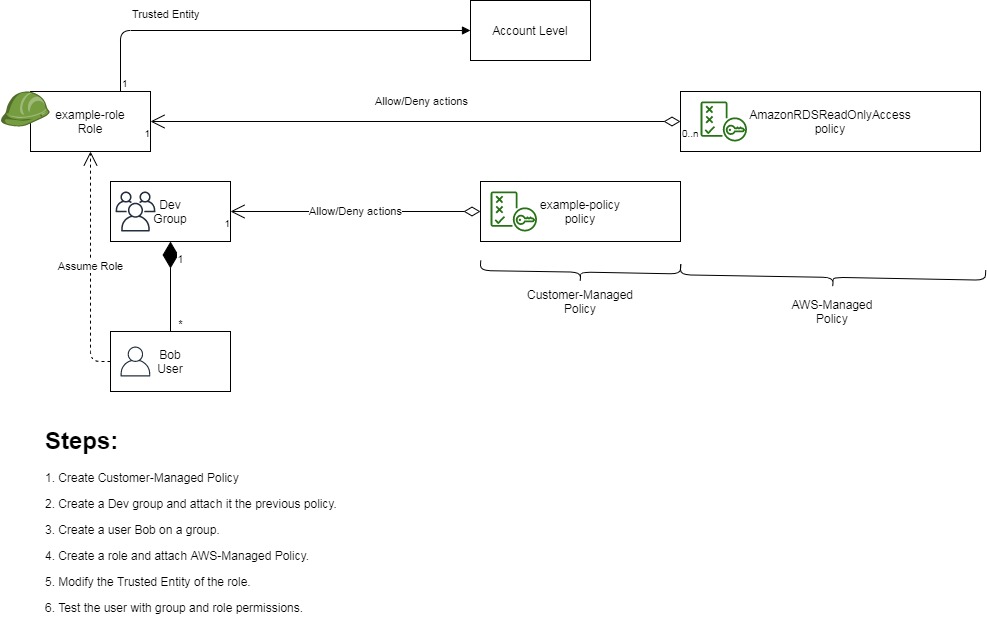 Trusted Entity
Account Level
1
example-role
Role
1
Allow/Deny actions
0..n
AmazonRDSReadOnlyAccess
policy
Dev
Group
1
Allow/Deny actions
example-policy
policy
1
Assume Role
Customer-Managed
Policy
AWS-Managed
Policy
*
Bob
User
Steps:
1. Create Customer-Managed Policy
2. Create a Dev group and attach it the previous policy.
3. Create a user Bob on a group.
4. Create a role and attach AWS-Managed Policy.
5. Modify the Trusted Entity of the role.
6. Test the user with group and role permissions.